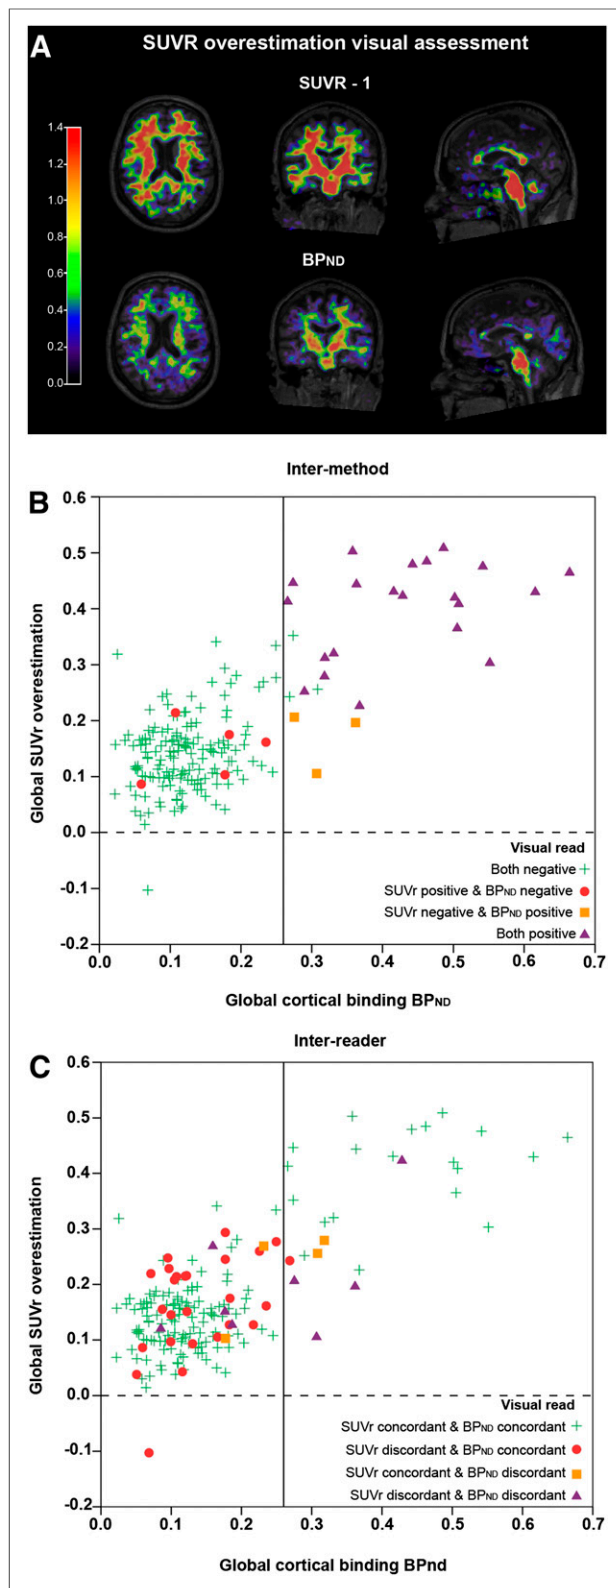 A
SUVR overestimation visual assessment
SUVR - 1
1.4
1.2
1.0
0.8
0.6
0.4
0.2
0.0
BPND
Inter-method
B
0.6
0.5
0.4
0.3
0.2
0.1
0.0
-0.1
-0.2
Global SUVr overestimation
Visual read
Both negative
SUVr positive & BPND negative
SUVr negative & BPND positive
Both positive
0.0 0.1 0.2 0.3 0.4 0.5 0.6 0.7
Global cortical binding BPND
Inter-reader
C
0.6
0.5
0.4
0.3
0.2
0.1
0.0
-0.1
-0.2
Global SUVr overestimation
Visual read
SUVr concordant & BPND concordant
SUVr discordant & BPND concordant
SUVr concordant & BPND discordant
SUVr discordant & BPND discordant
0.0 0.1 0.2 0.3 0.4 0.5 0.6 0.7
Global cortical binding BPnd